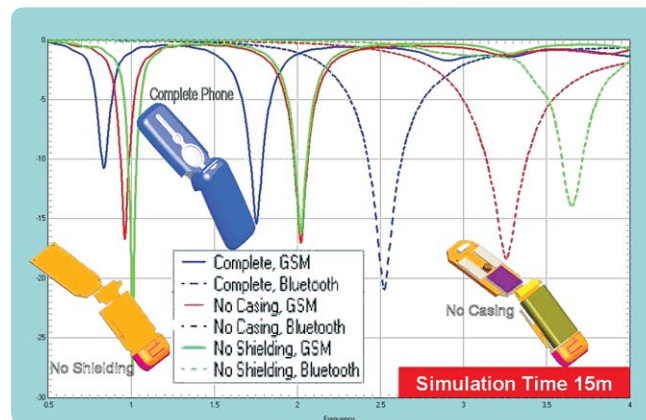 0
-5
-10
-15
-20
-25
-30
Complete Phone
No Shielding
No Casing
Complete, GSM
Complete, Bluetooth
No Casing, GSM
No Casing, Bluetooth
No Shielding, GSM
No Shielding, Bluetooth
Simulation Time 15m
0.5 1 1.5 2 2.5 3 3.5 4
Frequency